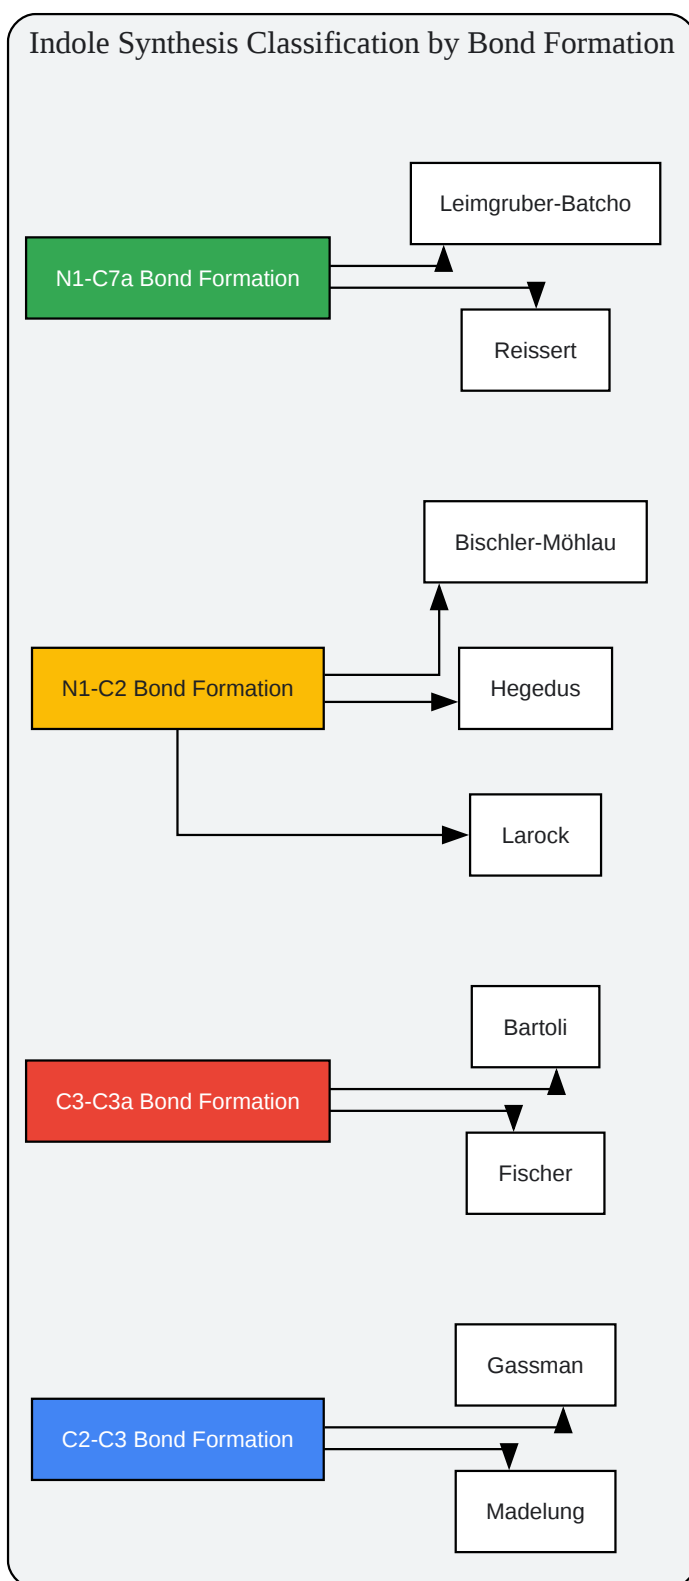 Indole Synthesis Classification by Bond Formation
Leimgruber-Batcho
N1-C7a Bond Formation
Reissert
Bischler-Möhlau
N1-C2 Bond Formation
Hegedus
Larock
Bartoli
C3-C3a Bond Formation
Fischer
Gassman
C2-C3 Bond Formation
Madelung